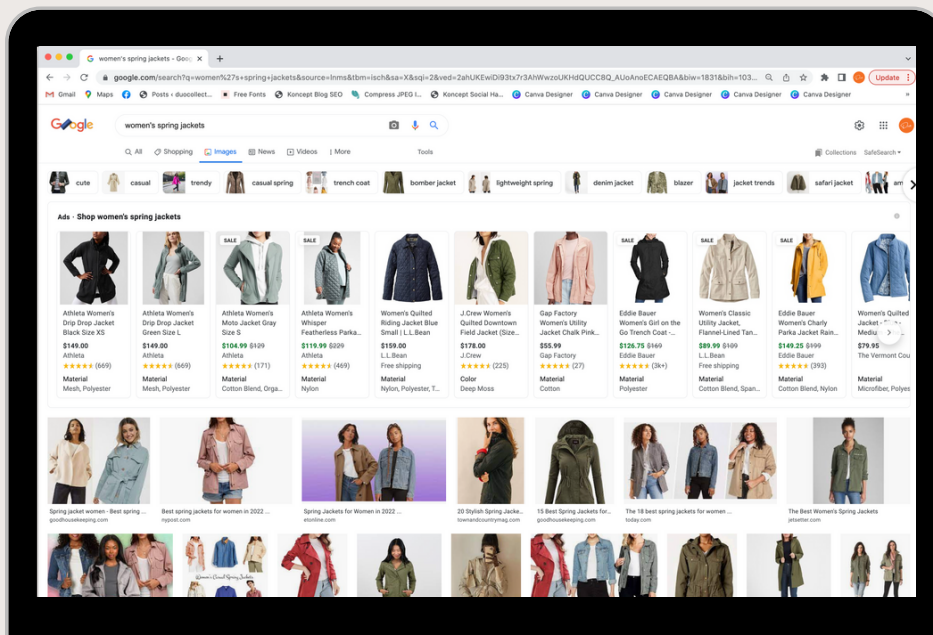 women's spring jackets - Goog
google.com/search?q=women%27s+spring+jackets&source=lnms&tbm=isch&sa=X&sqi=2&ved=2ahUKEwiDi93tx7r3AhWwzoUKHdQUCC8Q_AUoAnoECAEQBA&biw=1831&bih=103...
Update
Gmail Maps Posts ‹ duocollect... Free Fonts Koncept Blog SEO Compress JPEG I... Koncept Social Ha... Canva Designer Canva Designer Canva Designer Canva Designer Canva Designer
women's spring jackets
All Shopping Images News Videos More Tools Collections SafeSearch
cute casual trendy casual spring trench coat bomber jacket lightweight spring denim jacket blazer jacket trends safari jacket
Ads · Shop women's spring jackets
SALE SALE SALE SALE SALE
Athleta Women's Athleta Women's Athleta Women's Athleta Women's Women's Quilted J.Crew Women's Gap Factory Eddie Bauer Women's Classic Eddie Bauer Women's Quilted
Drip Drop Jacket Drip Drop Jacket Moto Jacket Gray Whisper Riding Jacket Blue Quilted Downtown Women's Utility Women's Girl on the Utility Jacket, Women's Charly
Black Size XS Green Size L Size S Featherless Parka... Small | L.L.Bean Field Jacket (Size... Jacket Chalk Pink... Go Trench Coat -... Flannel-Lined Tan... Parka Jacket Rain...
$149.00 $149.00 $104.99 $129 $119.99 $229 $159.00 $178.00 $55.99 $126.75 $169 $89.99 $109 $149.25 $199 $79.95
Athleta Athleta Athleta Athleta L.L.Bean J.Crew Gap Factory Eddie Bauer L.L.Bean Eddie Bauer The Vermont Cou
(669) (669) (171) (469) Free shipping (225) (27) (3k+) Free shipping (393)
Material Material Material Material Material Color Material Material Material Material Material
Mesh, Polyester Mesh, Polyester Cotton Blend, Orga... Nylon Nylon, Polyester, T... Deep Moss Cotton Polyester Cotton Blend, Span... Cotton Blend, Nylon Microfiber, Polyes
Spring jacket women - Best spring ... Best spring jackets for women in 2022 ... Spring Jackets for Women in 2022 ... 20 Stylish Spring Jacke... 15 Best Spring Jackets for... The 18 best spring jackets for women ... The Best Women's Spring Jackets
goodhousekeeping.com nypost.com etonline.com townandcountrymag.com goodhousekeeping.com today.com jetsetter.com
Women's Casual Spring Jackets